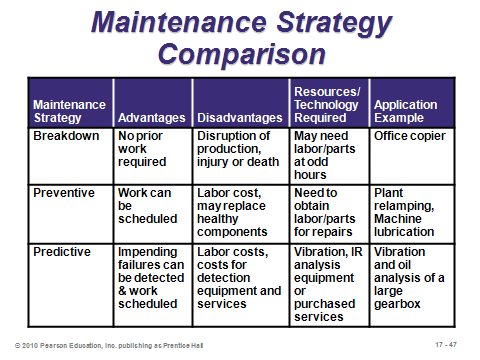 Maintenance Strategy
Comparison
Maintenance
Strategy
Advantages
Disadvantages
Resources/
Technology
Required
Application
Example
Breakdown
No prior
work
required
Disruption of
production,
injury or death
May need
labor/parts
at odd
hours
Office copier
Preventive
Work can
be
scheduled
Labor cost,
may replace
healthy
components
Need to
obtain
labor/parts
for repairs
Plant
relamping,
Machine
lubrication
Predictive
Impending
failures can
be detected
& work
scheduled
Labor costs,
costs for
detection
equipment and
services
Vibration, IR
analysis
equipment
or
purchased
services
Vibration
and oil
analysis of a
large
gearbox
© 2010 Pearson Education, Inc. publishing as Prentice Hall
17 - 47